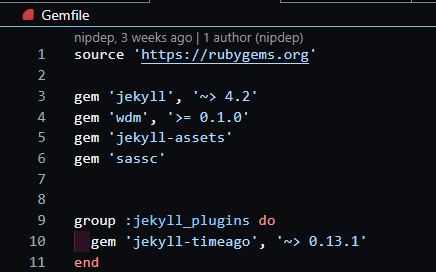 Gemfile
nipdep, 3 weeks ago | 1 author (nipdep)
1 source 'https://rubygems.org'
2
3 gem 'jekyll', '~> 4.2'
4 gem 'wdm', '>= 0.1.0'
5 gem 'jekyll-assets'
6 gem 'sassc'
7
8
9 group :jekyll_plugins do
10 gem 'jekyll-timeago', '~> 0.13.1'
11 end